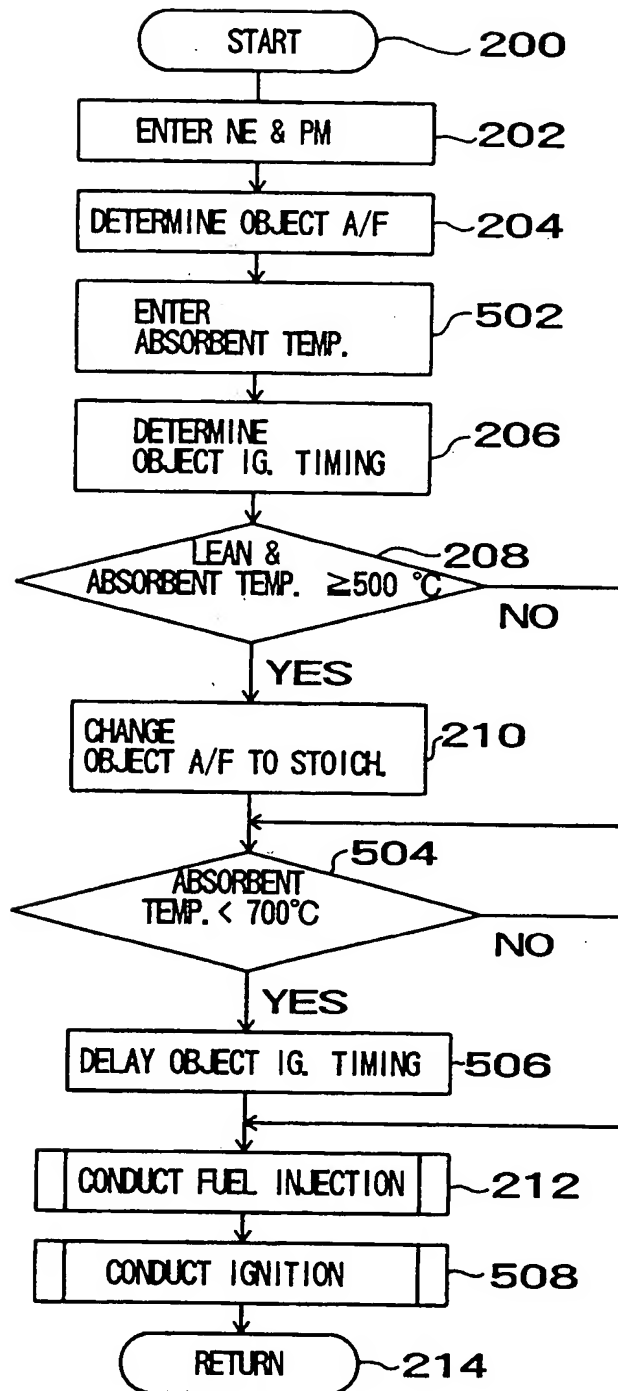 START
200
ENTER NE & PM
202
DETERMINE OBJECT A/F
204
ENTER
ABSORBENT TEMP.
502
DETERMINE
OBJECT IG. TIMING
206
LEAN &
ABSORBENT TEMP. ≥500 °C
208
NO
YES
CHANGE
OBJECT A/F TO STOICH.
210
504
ABSORBENT
TEMP. < 700°C
NO
YES
DELAY OBJECT IG. TIMING
506
CONDUCT FUEL INJECTION
212
CONDUCT IGNITION
508
RETURN
214